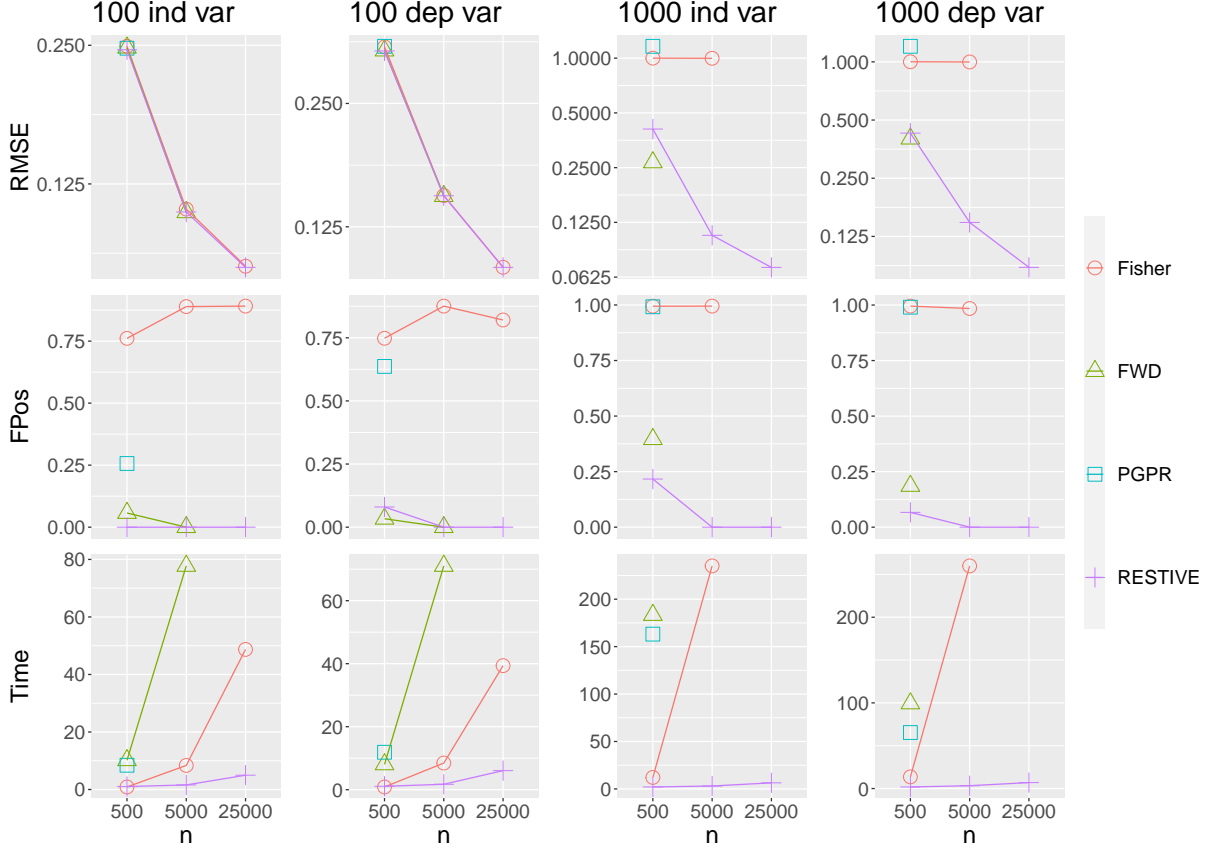 100 ind var
100 dep var
1000 ind var
1000 dep var
RMSE
0.250
0.125
0.250
0.125
1.0000
0.5000
0.2500
0.1250
0.0625
1.000
0.500
0.250
0.125
FPos
0.75
0.50
0.25
0.00
0.75
0.50
0.25
0.00
1.00
0.75
0.50
0.25
0.00
1.00
0.75
0.50
0.25
0.00
Time
80
60
40
20
0
60
40
20
0
200
150
100
50
0
200
100
0
500 5000 25000
500 5000 25000
500 5000 25000
500 5000 25000
n
n
n
n
Fisher
FWD
PGPR
RESTIVE